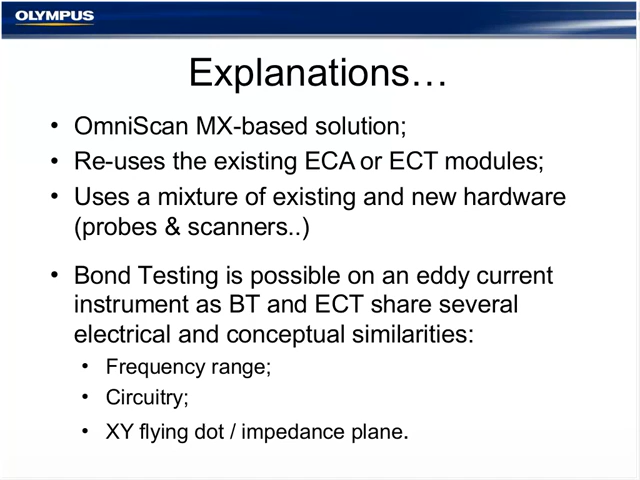 OLYMPUS
Explanations…
• OmniScan MX-based solution;
• Re-uses the existing ECA or ECT modules;
• Uses a mixture of existing and new hardware
(probes & scanners..)
• Bond Testing is possible on an eddy current
instrument as BT and ECT share several
electrical and conceptual similarities:
• Frequency range;
• Circuitry;
• XY flying dot / impedance plane.